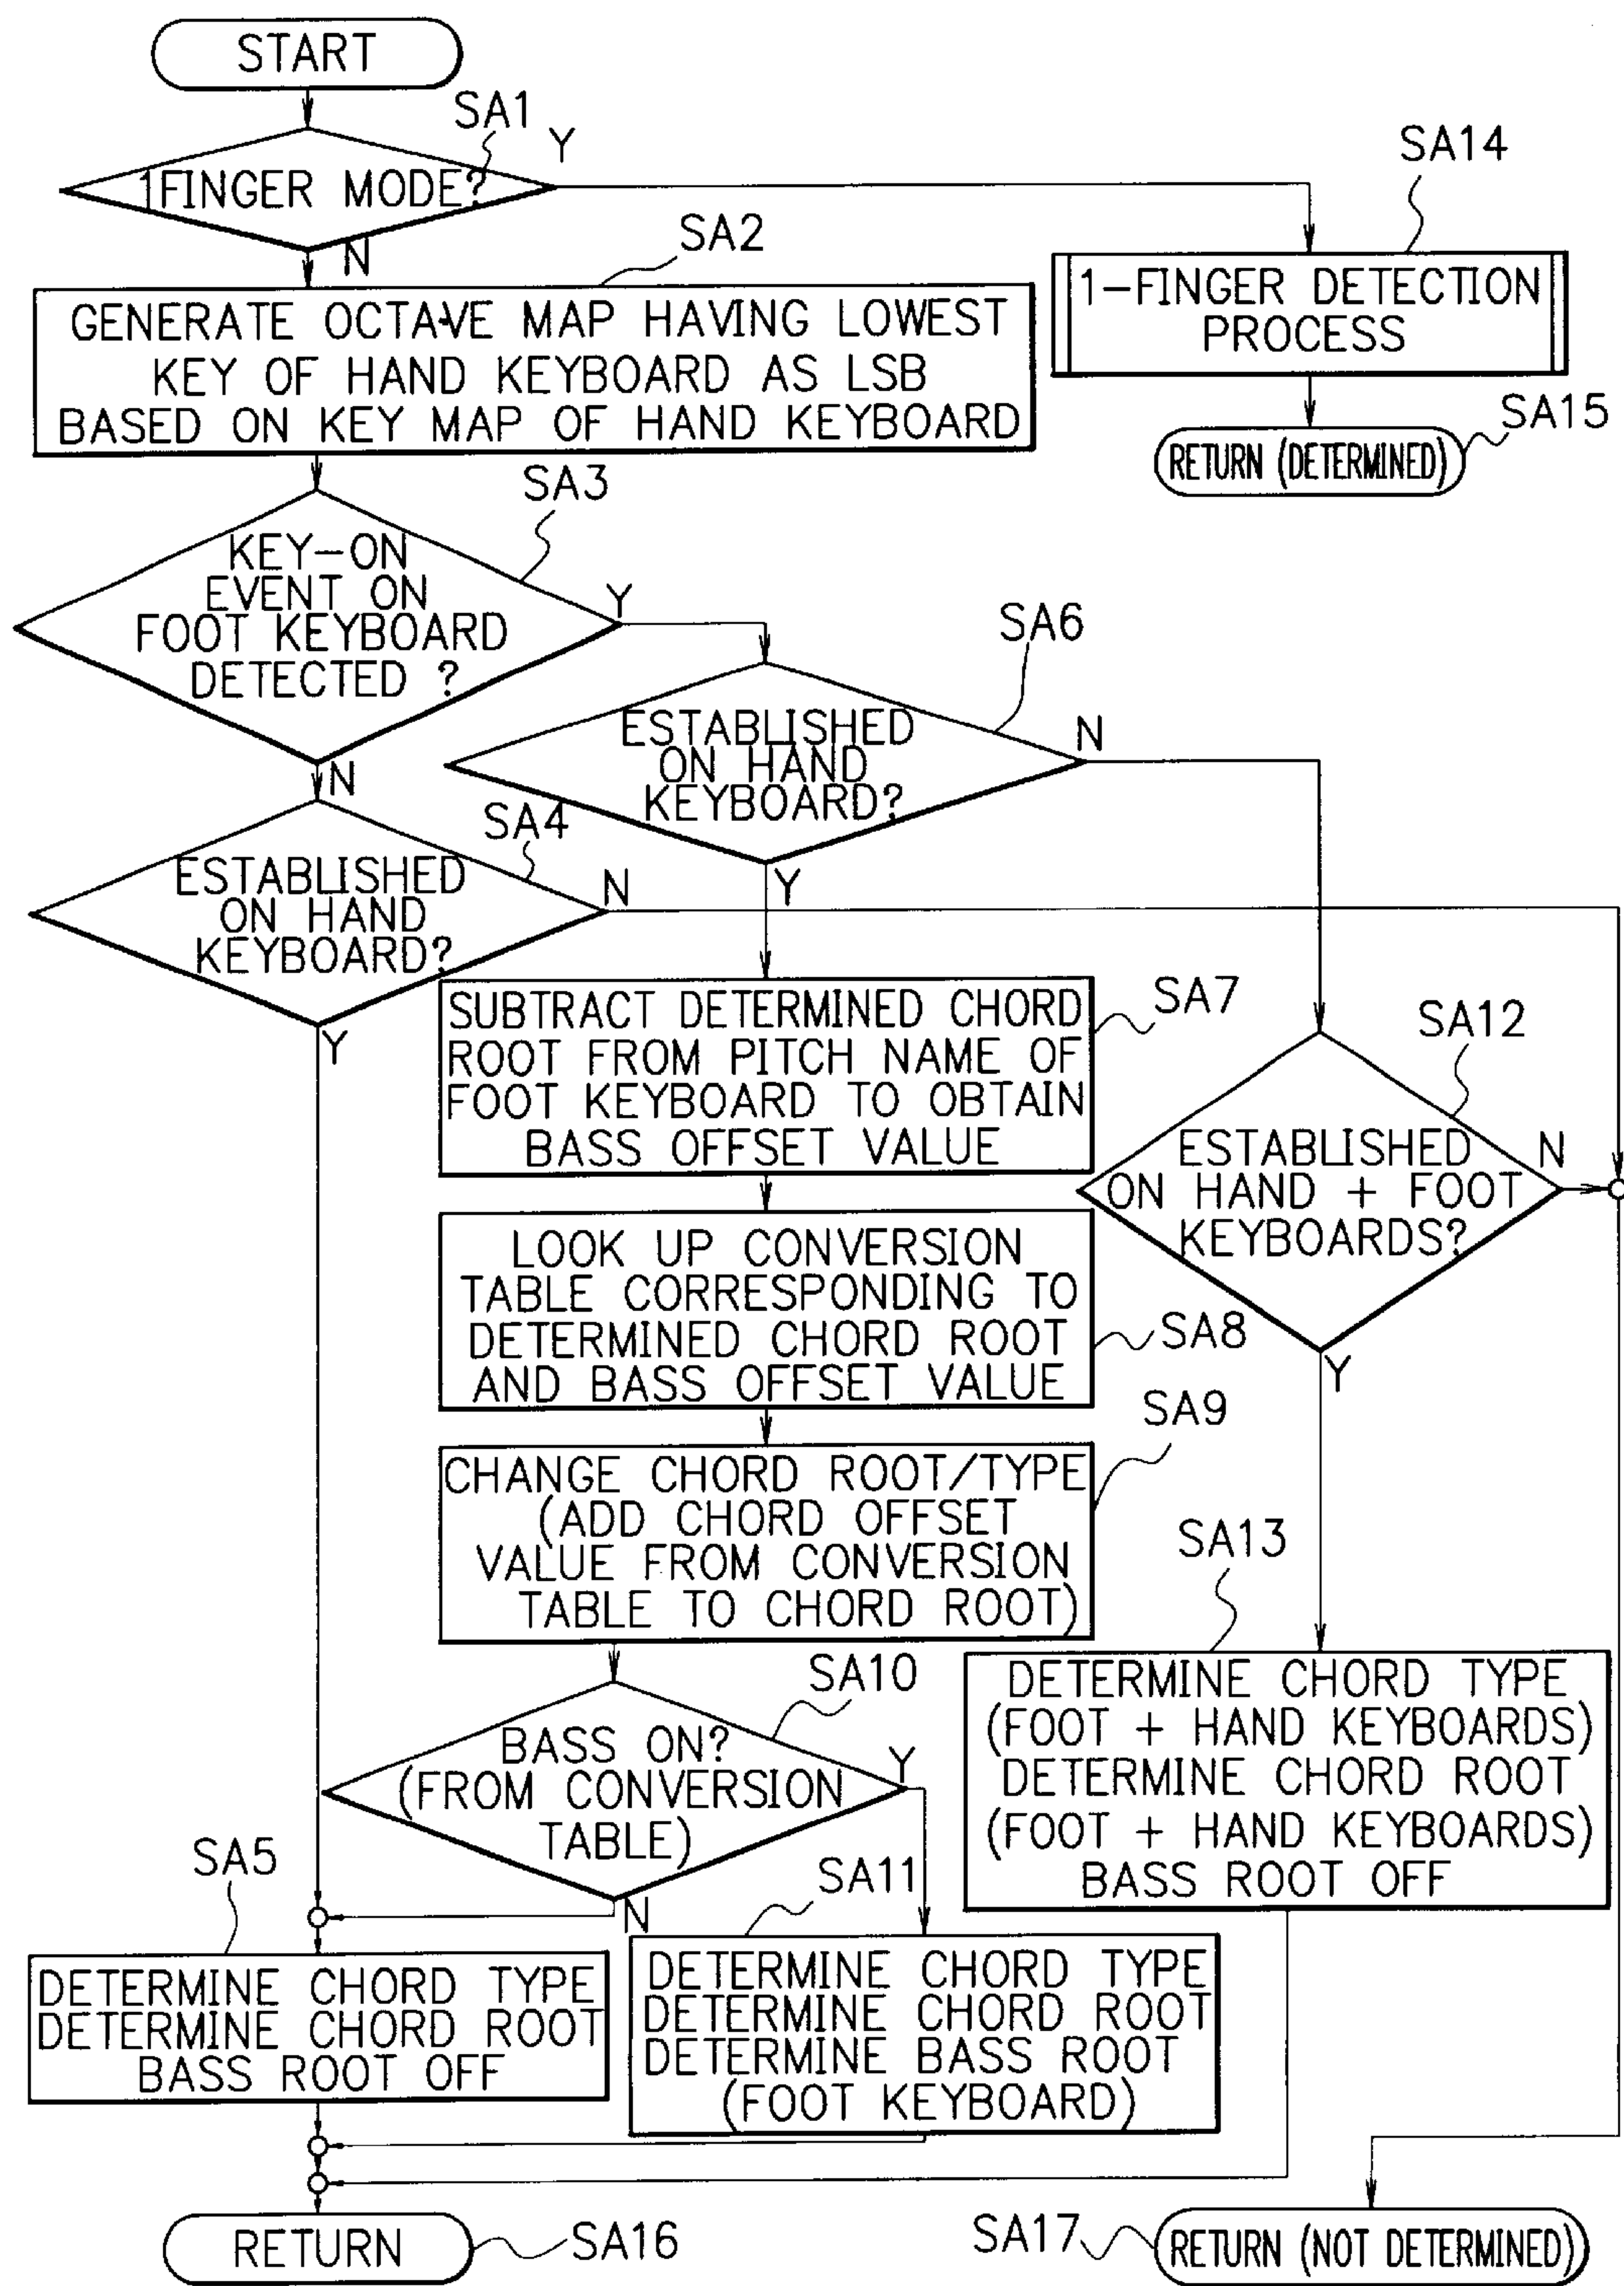 START
SA1
Y
1FINGER MODE?
N
SA14
1-FINGER DETECTION
PROCESS
SA15
RETURN (DETERMINED)
SA2
GENERATE OCTAVE MAP HAVING LOWEST
KEY OF HAND KEYBOARD AS LSB
BASED ON KEY MAP OF HAND KEYBOARD
SA3
KEY-ON
EVENT ON
FOOT KEYBOARD
DETECTED ?
Y
N
SA6
ESTABLISHED
ON HAND
KEYBOARD?
N
Y
SA4
ESTABLISHED
ON HAND
KEYBOARD?
N
Y
SA7
SUBTRACT DETERMINED CHORD
ROOT FROM PITCH NAME OF
FOOT KEYBOARD TO OBTAIN
BASS OFFSET VALUE
SA12
ESTABLISHED
ON HAND + FOOT
KEYBOARDS?
N
Y
SA8
LOOK UP CONVERSION
TABLE CORRESPONDING TO
DETERMINED CHORD ROOT
AND BASS OFFSET VALUE
SA9
CHANGE CHORD ROOT/TYPE
(ADD CHORD OFFSET
VALUE FROM CONVERSION
TABLE TO CHORD ROOT)
SA13
DETERMINE CHORD TYPE
(FOOT + HAND KEYBOARDS)
DETERMINE CHORD ROOT
(FOOT + HAND KEYBOARDS)
BASS ROOT OFF
SA10
BASS ON?
(FROM CONVERSION
TABLE)
Y
N
SA5
DETERMINE CHORD TYPE
DETERMINE CHORD ROOT
BASS ROOT OFF
SA11
DETERMINE CHORD TYPE
DETERMINE CHORD ROOT
DETERMINE BASS ROOT
(FOOT KEYBOARD)
RETURN
SA16
SA17
RETURN (NOT DETERMINED)